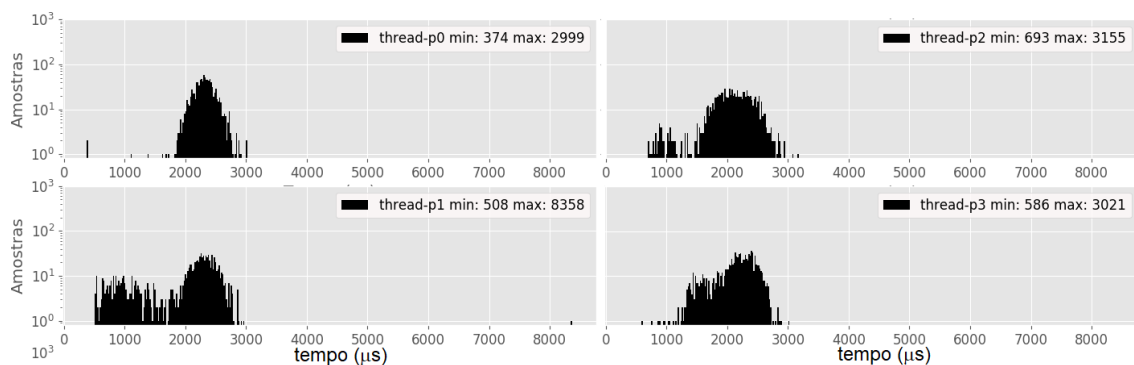 10³
10²
10¹
10⁰
Amostras
thread-p0 min: 374 max: 2999
0 1000 2000 3000 4000 5000 6000 7000 8000
thread-p2 min: 693 max: 3155
0 1000 2000 3000 4000 5000 6000 7000 8000
10³
10²
10¹
10⁰
10³
Amostras
thread-p1 min: 508 max: 8358
0 1000 2000 3000 4000 5000 6000 7000 8000
tempo (μs)
thread-p3 min: 586 max: 3021
0 1000 2000 3000 4000 5000 6000 7000 8000
tempo (μs)